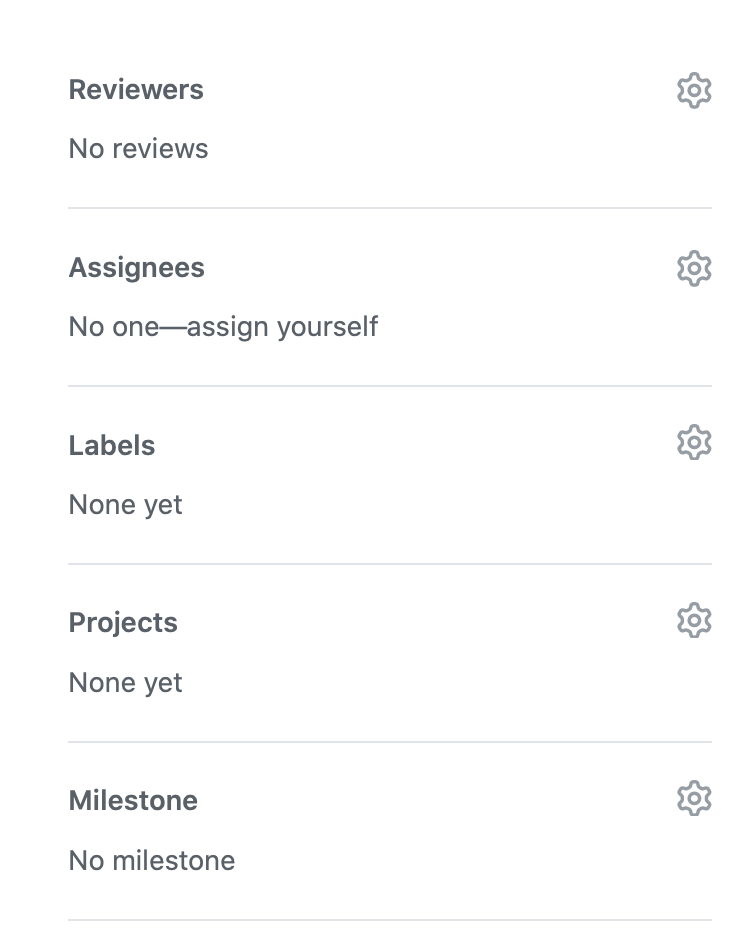 Reviewers
No reviews
Assignees
No one—assign yourself
Labels
None yet
Projects
None yet
Milestone
No milestone